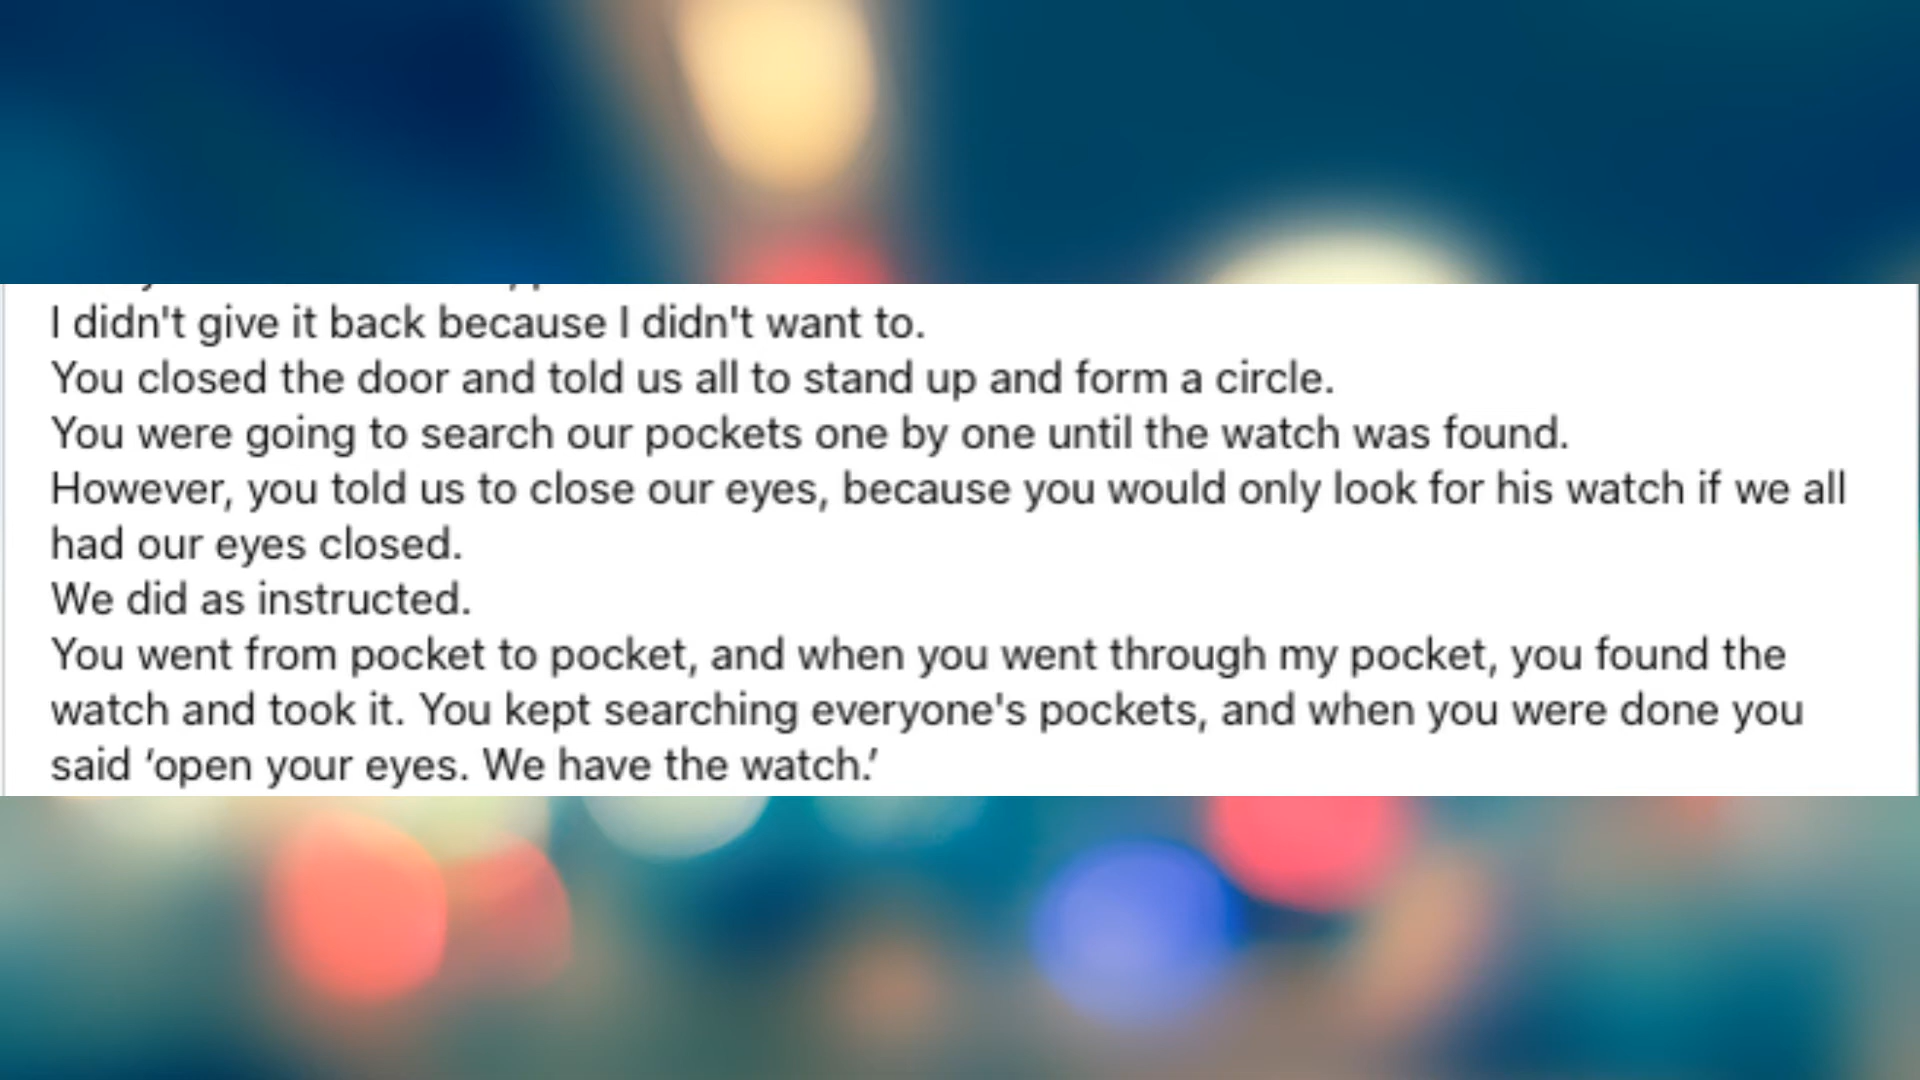 I didn't give it back because I didn't want to.
You closed the door and told us all to stand up and form a circle.
You were going to search our pockets one by one until the watch was found.
However, you told us to close our eyes, because you would only look for his watch if we all
had our eyes closed.
We did as instructed.
You went from pocket to pocket, and when you went through my pocket, you found the
watch and took it. You kept searching everyone's pockets, and when you were done you
said ‘open your eyes. We have the watch.’